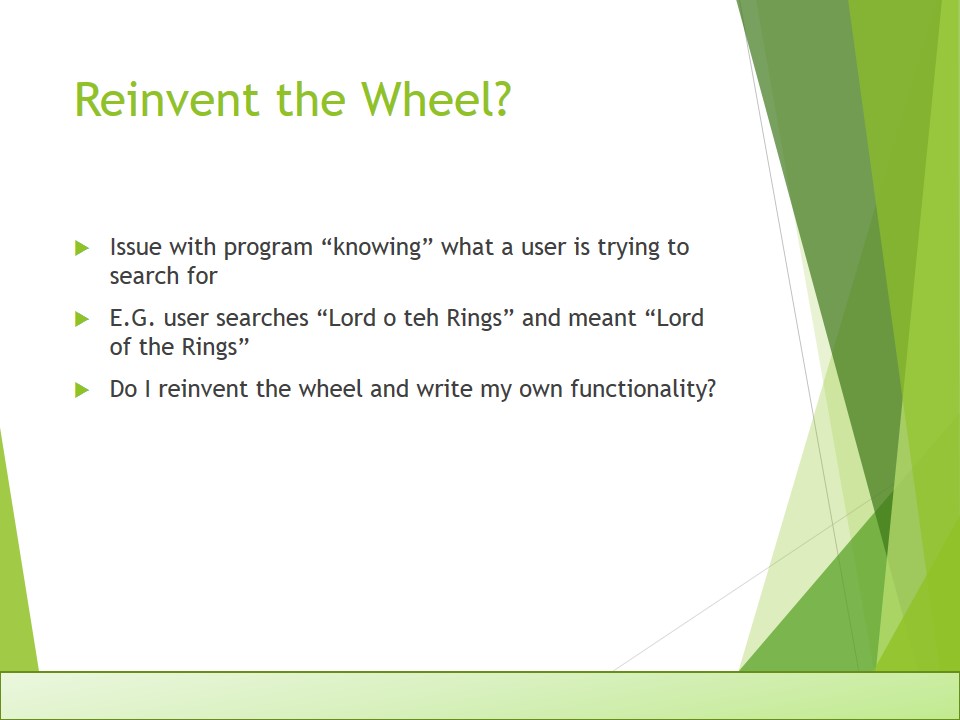 Reinvent the Wheel?
Issue with program “knowing” what a user is trying to
search for
E.G. user searches “Lord o teh Rings” and meant “Lord
of the Rings”
Do I reinvent the wheel and write my own functionality?